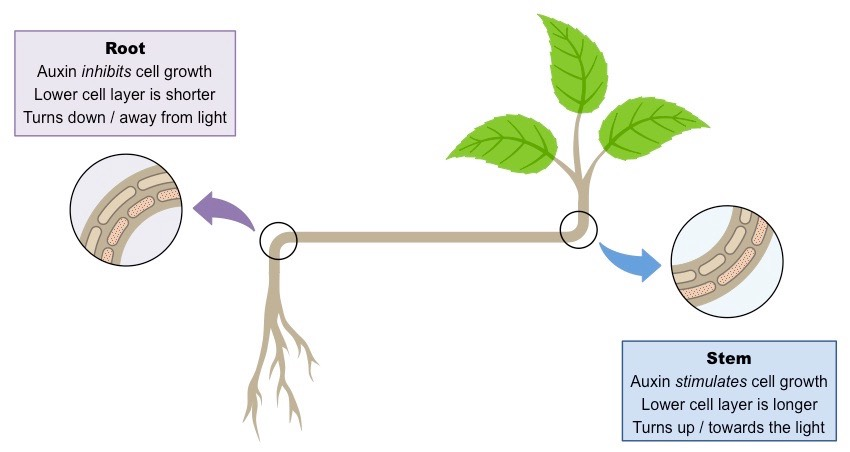 Root
Auxin inhibits cell growth
Lower cell layer is shorter
Turns down / away from light
Stem
Auxin stimulates cell growth
Lower cell layer is longer
Turns up / towards the light